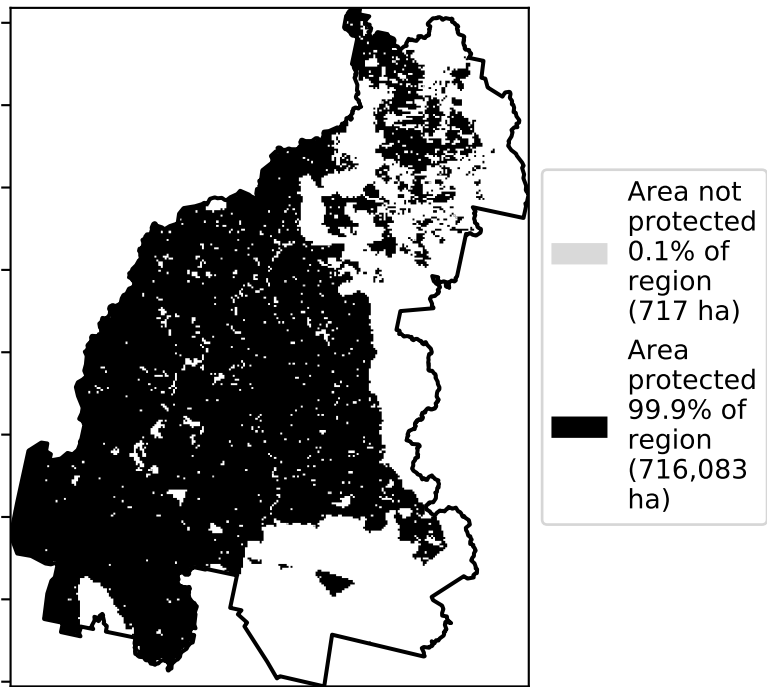 Area not
protected
0.1% of
region
(717 ha)
Area
protected
99.9% of
region
(716,083
ha)